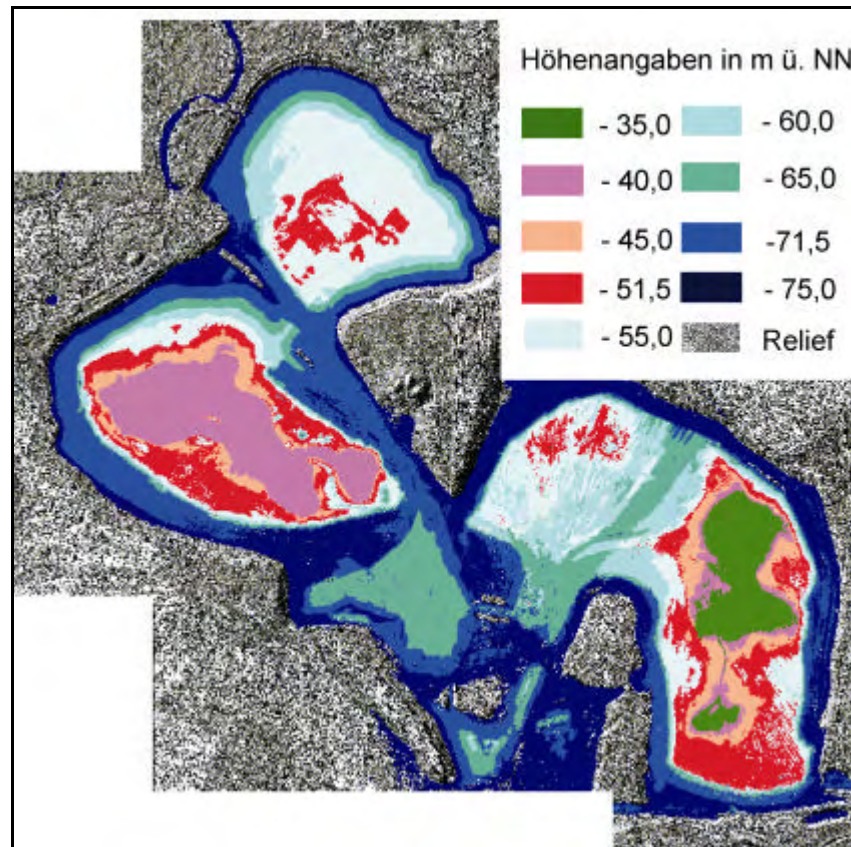 Höhenangaben in m ü. NN
- 35,0 - 60,0
- 40,0 - 65,0
- 45,0 -71,5
- 51,5 - 75,0
- 55,0 Relief